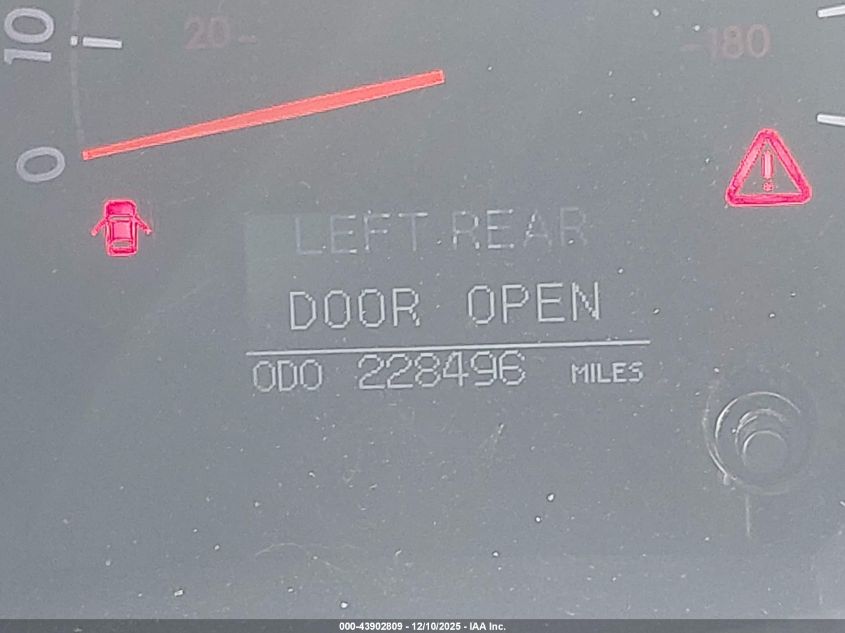 10
20
180
0
LEFT REAR
DOOR OPEN
ODO 228496 MILES
000-43902809 - 12/10/2025 - IAA Inc.